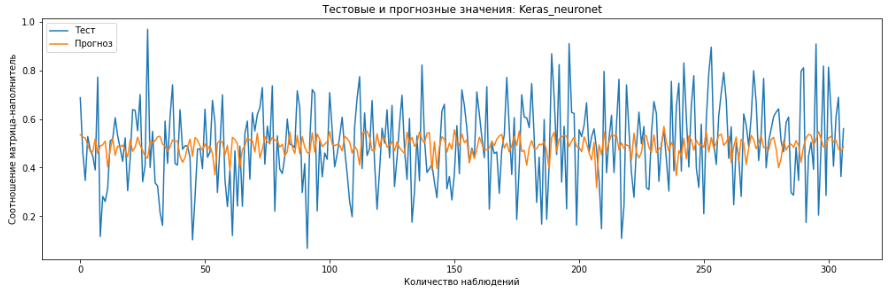 Тестовые и прогнозные значения: Keras_neuronet
Тест
Прогноз
Соотношение матрица-наполнитель
1.0
0.8
0.6
0.4
0.2
0
50
100
150
200
250
300
Количество наблюдений